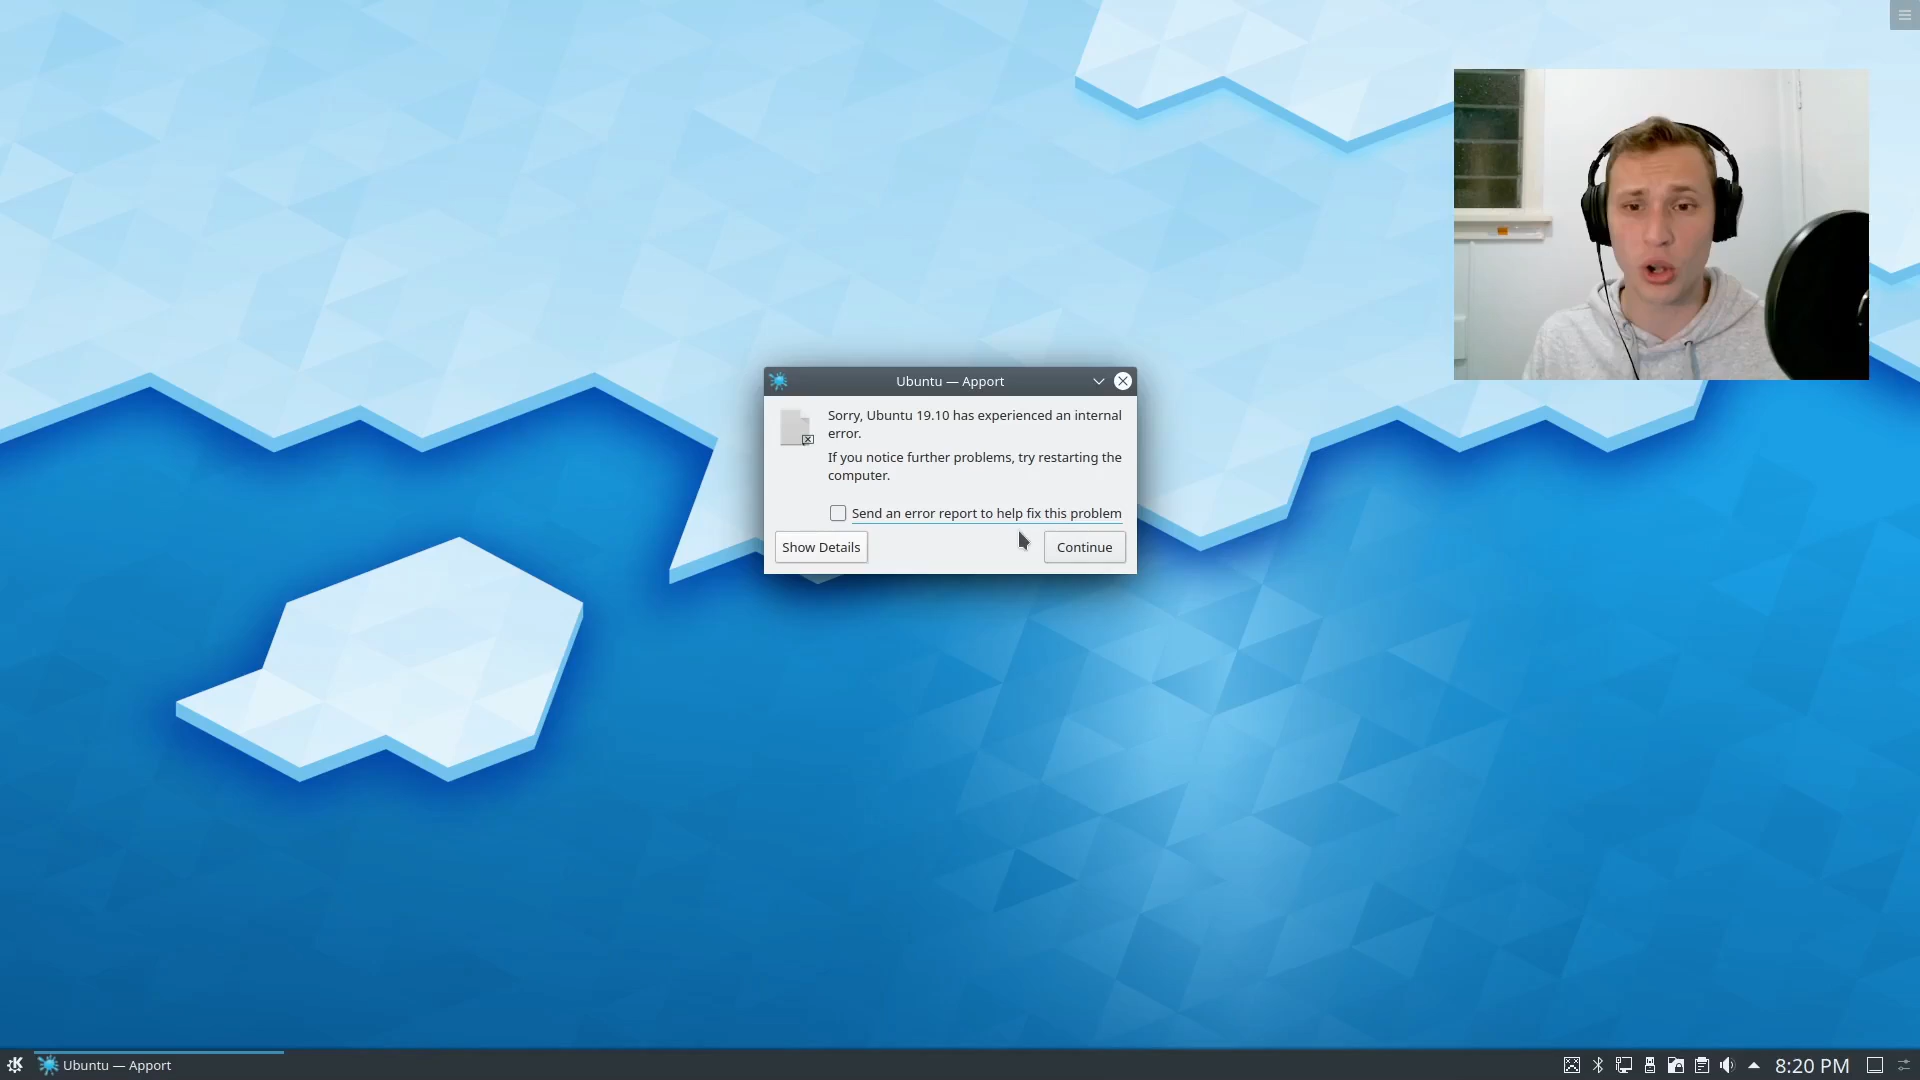 Ubuntu — Apport
Sorry, Ubuntu 19.10 has experienced an internal
error.
If you notice further problems, try restarting the
computer.
Send an error report to help fix this problem
Show Details
Continue
Ubuntu — Apport
8:20 PM